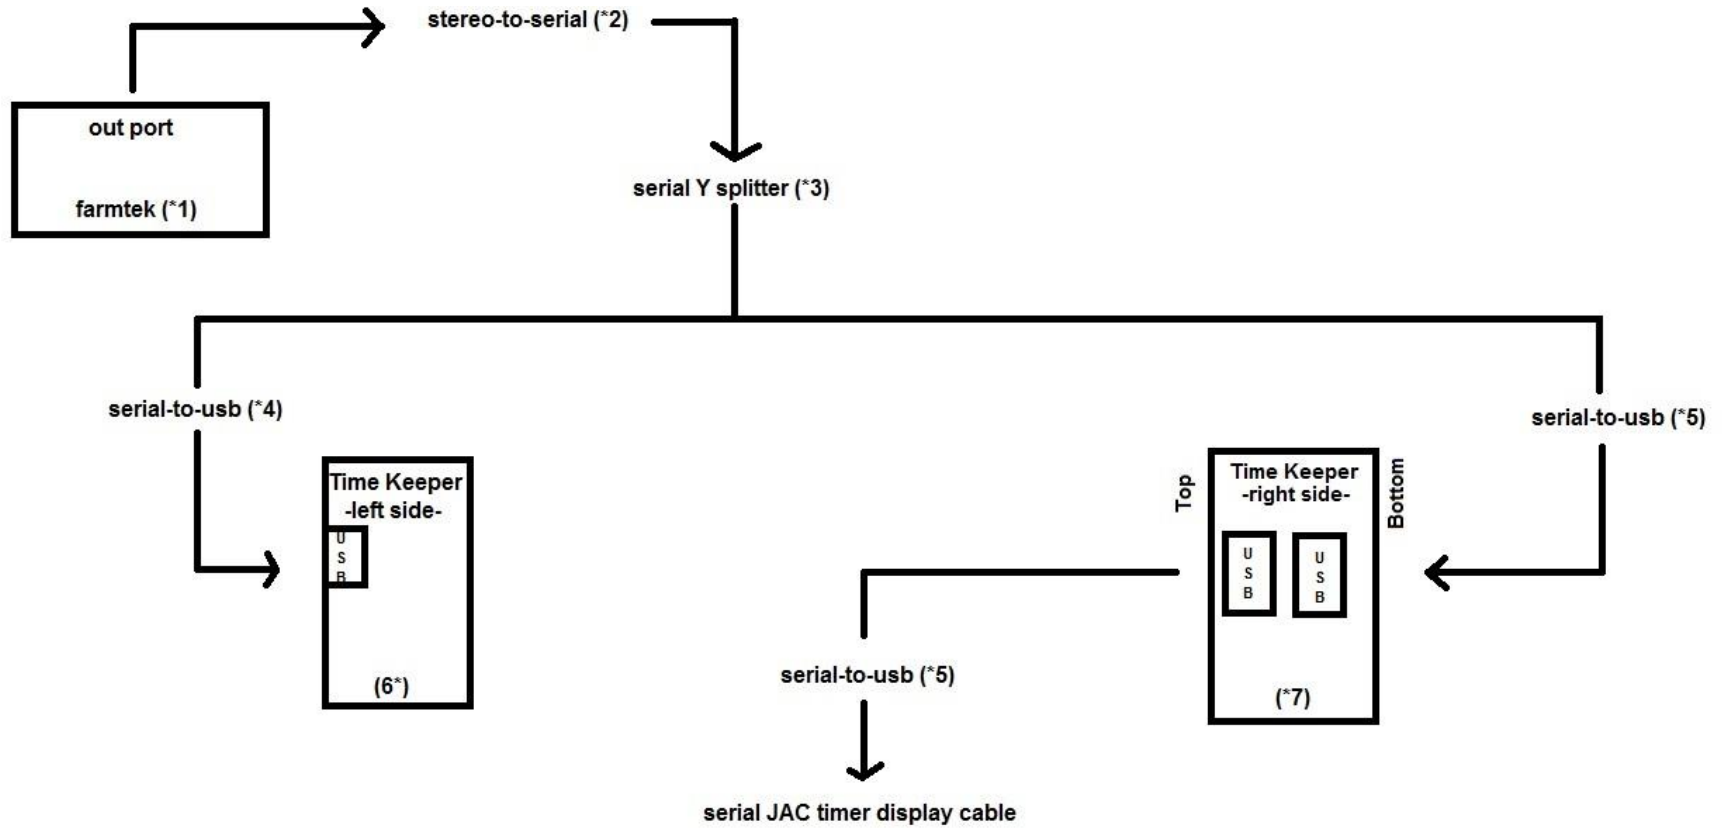 stereo-to-serial (*2)
out port
farmtek (*1)
serial Y splitter (*3)
serial-to-usb (*4)
serial-to-usb (*5)
Time Keeper
-left side-
U
S
B
(6*)
Top
Time Keeper
-right side-
Bottom
U
S
B
U
S
B
(*7)
serial-to-usb (*5)
serial JAC timer display cable